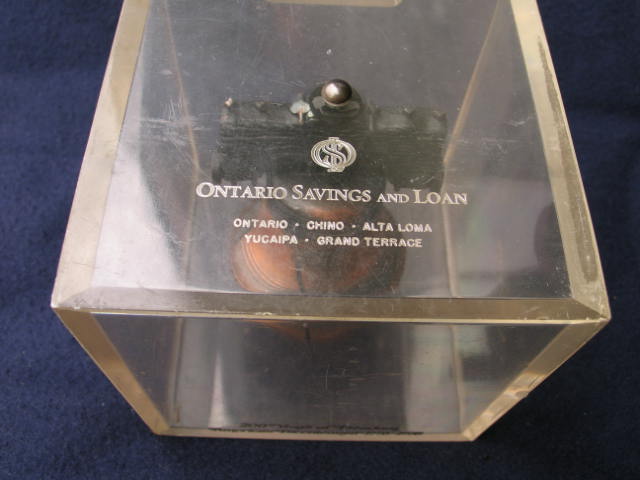 ONTARIO SAVINGS AND LOAN
ONTARIO · CHINO · ALTA LOMA
YUCAIPA · GRAND TERRACE